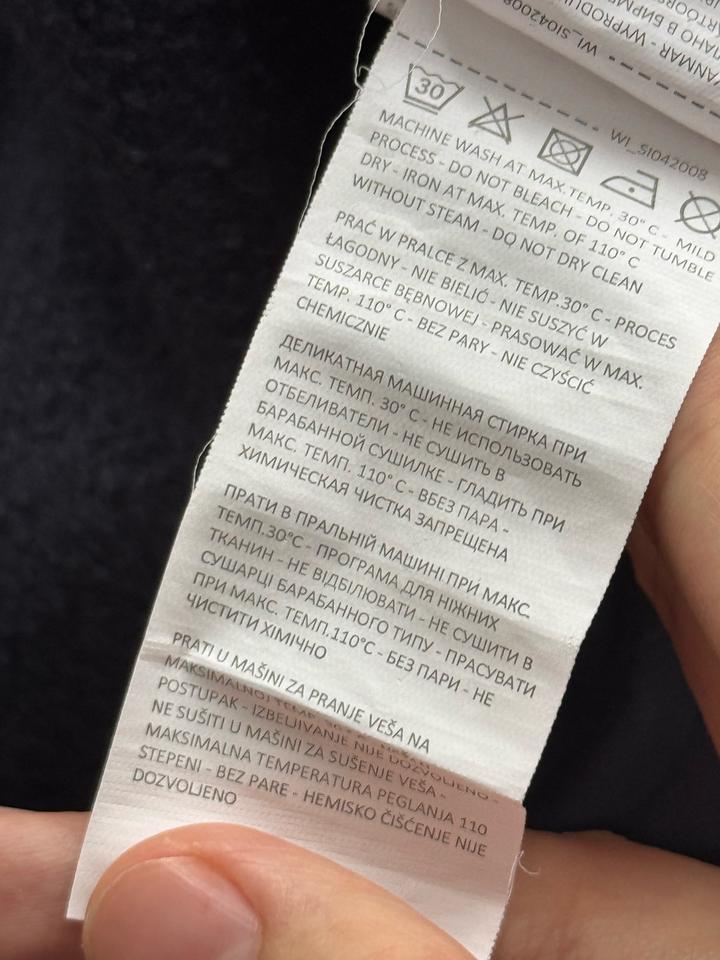 WI_SI042008
30
WI_SI042008
MACHINE WASH AT MAX.TEMP. 30° C - MILD
PROCESS - DO NOT BLEACH - DO NOT TUMBLE
DRY - IRON AT MAX. TEMP. OF 110° C
WITHOUT STEAM - DO NOT DRY CLEAN
PRAĆ W PRALCE Z MAX. TEMP.30° C - PROCES
ŁAGODNY - NIE BIELIĆ - NIE SUSZYĆ W
SUSZARCE BĘBNOWEJ - PRASOWAĆ W MAX.
TEMP. 110° C - BEZ PARY - NIE CZYŚCIĆ
CHEMICZNIE
ДЕЛИКАТНАЯ МАШИННАЯ СТИРКА ПРИ
МАКС. ТЕМП. 30° C - НЕ ИСПОЛЬЗОВАТЬ
ОТБЕЛИВАТЕЛИ - НЕ СУШИТЬ В
БАРАБАННОЙ СУШИЛКЕ - ГЛАДИТЬ ПРИ
МАКС. ТЕМП. 110° C - ВБЕЗ ПАРА -
ХИМИЧЕСКАЯ ЧИСТКА ЗАПРЕЩЕНА
ПРАТИ В ПРАЛЬНІЙ МАШИНІ ПРИ МАКС.
ТЕМП.30°C - ПРОГРАМА ДЛЯ НІЖНИХ
ТКАНИН - НЕ ВІДБІЛЮВАТИ - НЕ СУШИТИ В
СУШАРЦІ БАРАБАННОГО ТИПУ - ПРАСУВАТИ
ПРИ МАКС. ТЕМП.110°C - БЕЗ ПАРИ - НЕ
ЧИСТИТИ ХІМІЧНО
PRATI U MAŠINI ZA PRANJE VEŠA NA
MAKSIMALNOJ TEMP.
POSTUPAK - IZBELJIVANJE NIJE DOZVOLJENO -
NE SUŠITI U MAŠINI ZA SUŠENJE VEŠA -
MAKSIMALNA TEMPERATURA PEGLANJA 110
STEPENI - BEZ PARE - HEMISKO ČIŠĆENJE NIJE
DOZVOLJENO